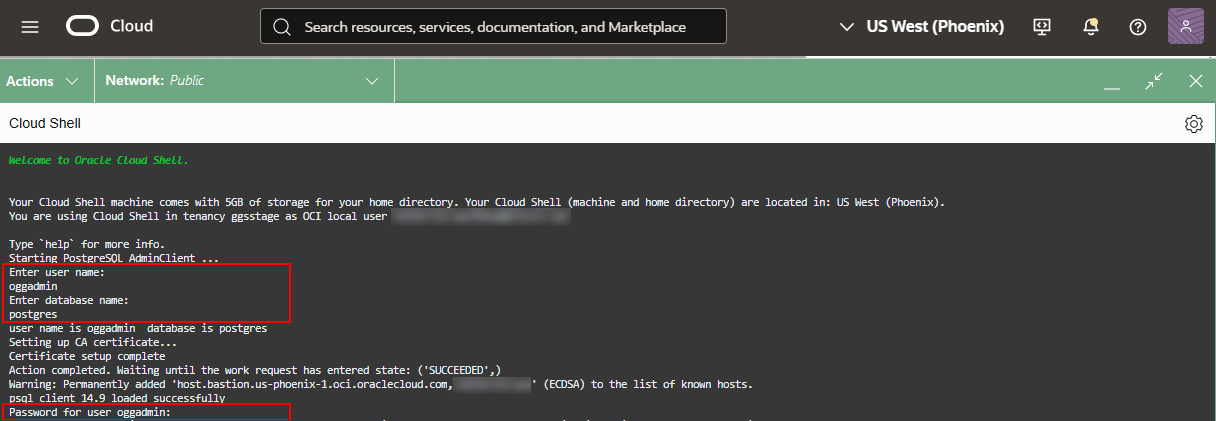 Cloud
Search resources, services, documentation, and Marketplace
US West (Phoenix)
Actions
Network: Public
Cloud Shell
Welcome to Oracle Cloud Shell.
Your Cloud Shell machine comes with 5GB of storage for your home directory. Your Cloud Shell (machine and home directory) are located in: US West (Phoenix).
You are using Cloud Shell in tenancy ggsstage as OCI local user
Type `help` for more info.
Starting PostgreSQL AdminClient ...
Enter user name:
oggadmin
Enter database name:
postgres
user name is oggadmin  database is postgres
Setting up CA certificate...
Certificate setup complete
Action completed. Waiting until the work request has entered state: ('SUCCEEDED',)
Warning: Permanently added 'host.bastion.us-phoenix-1.oci.oraclecloud.com, ' (ECDSA) to the list of known hosts.
psql client 14.9 loaded successfully
Password for user oggadmin: